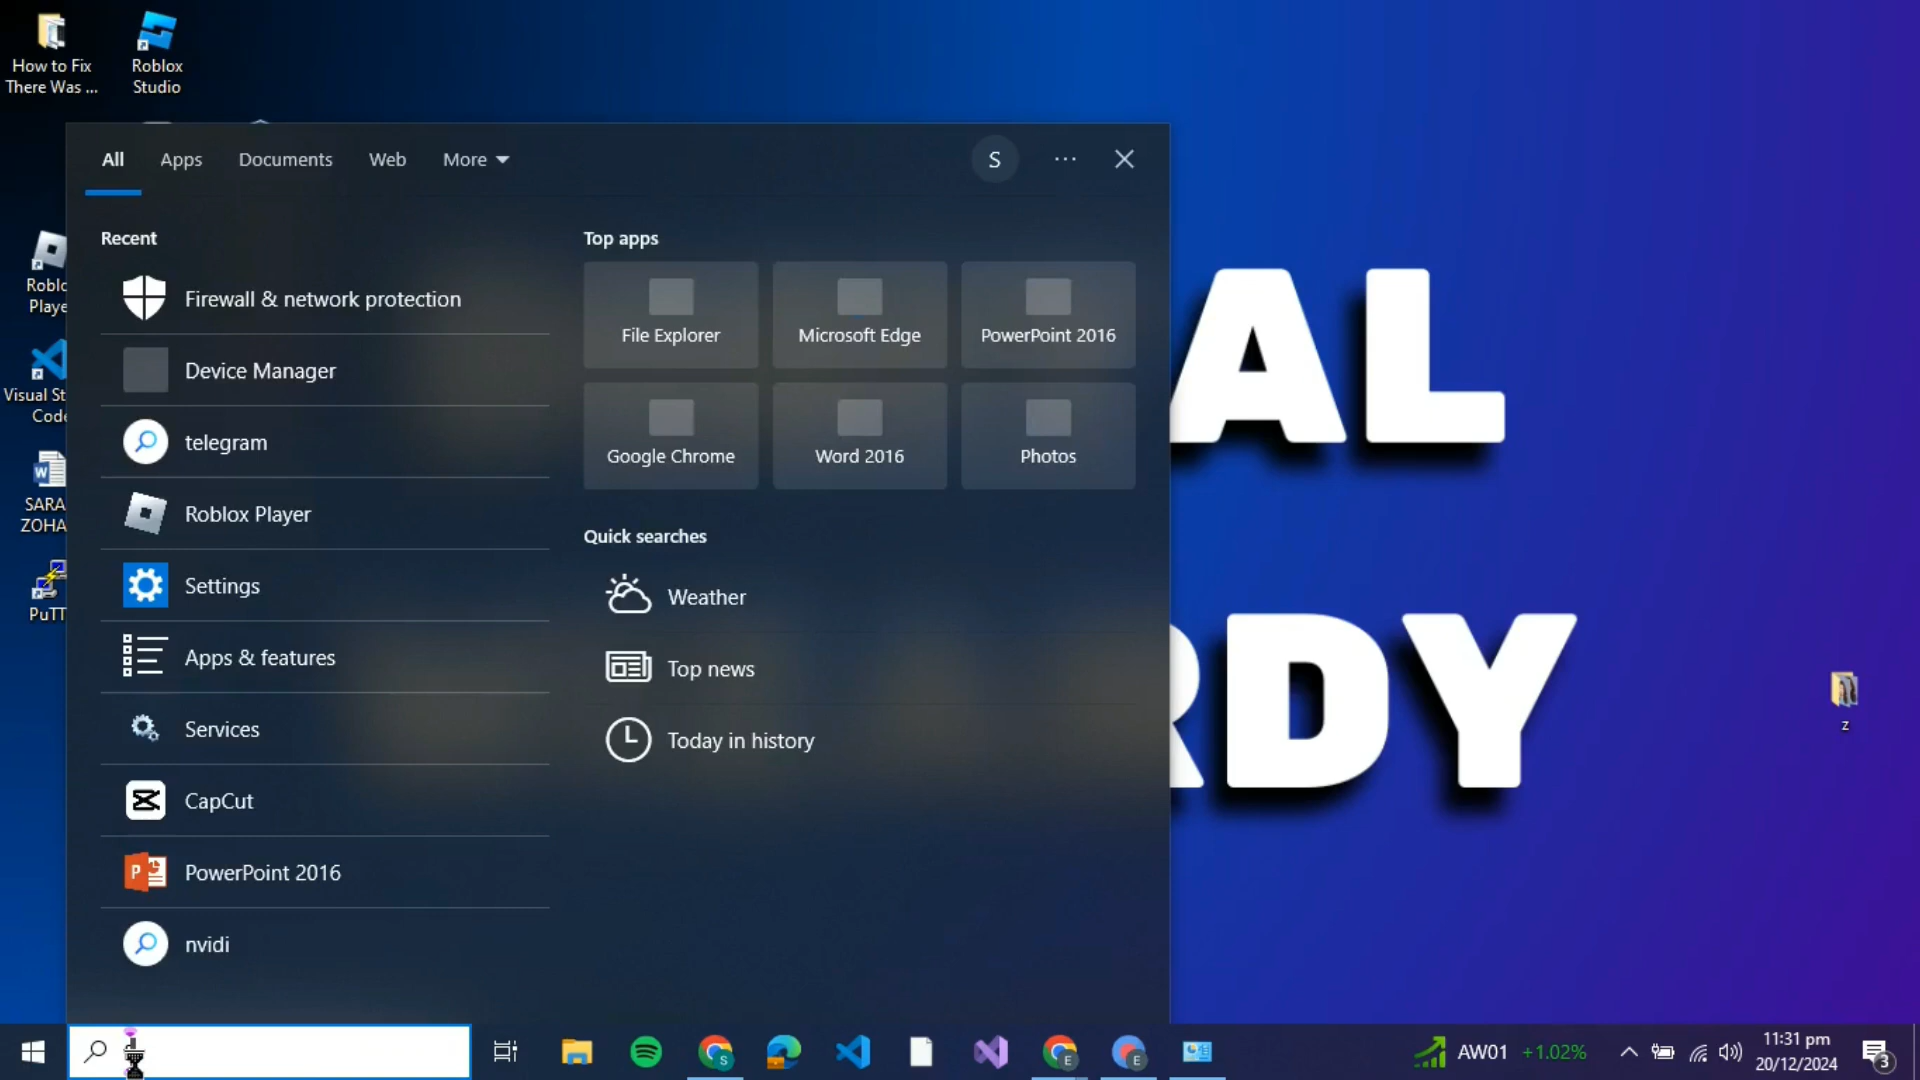 How to Fix
There Was ...
Roblox
Studio
All
Apps
Documents
Web
More
S
Recent
Firewall & network protection
Device Manager
telegram
Roblox Player
Settings
Apps & features
Services
CapCut
PowerPoint 2016
nvidi
Top apps
File Explorer
Microsoft Edge
PowerPoint 2016
Google Chrome
Word 2016
Photos
Quick searches
Weather
Top news
Today in history
Roblo
Playe
Visual St
Code
SARA
ZOHA
PuTT
AL
RDY
z
AW01 +1.02%
11:31 pm
20/12/2024
3